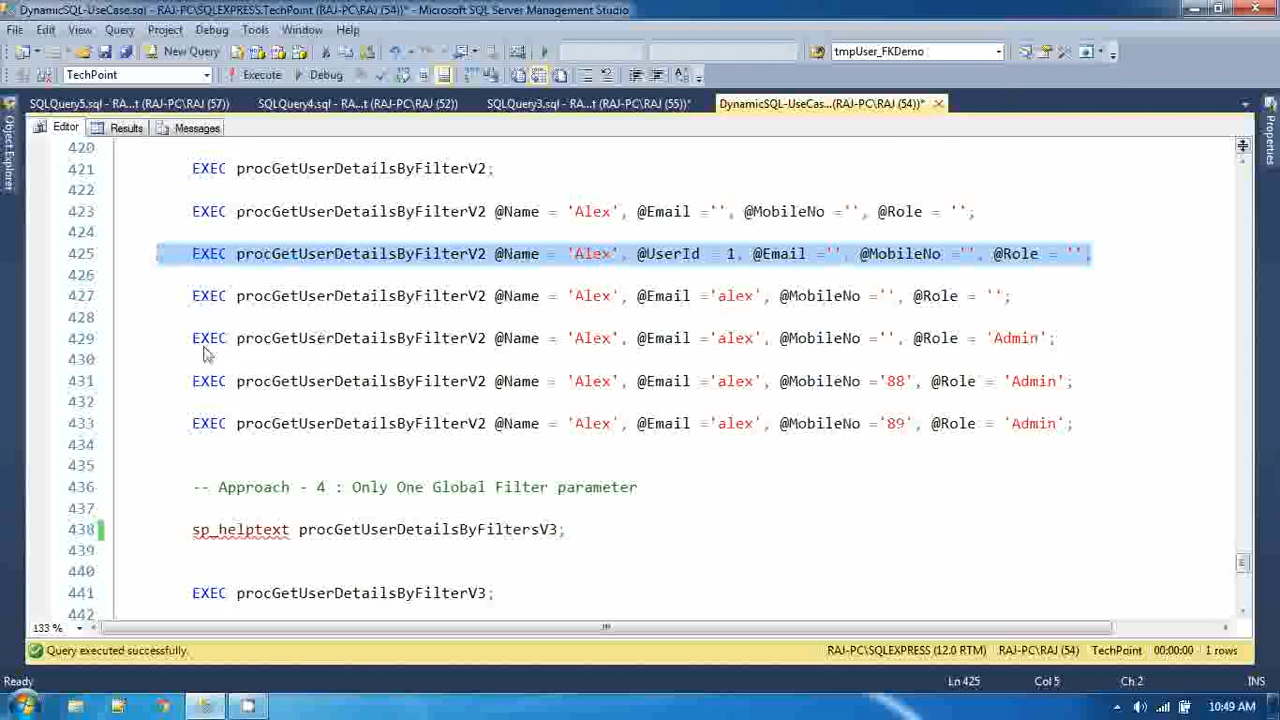 DynamicSQL-UseCase.sql - RAJ-PC\SQLEXPRESS.TechPoint (RAJ-PC\RAJ (54))* - Microsoft SQL Server Management Studio
File Edit View Query Project Debug Tools Window Help
New Query tmpUser_FKDemo
TechPoint Execute Debug
SQLQuery5.sql - RA...t (RAJ-PC\RAJ (57)) SQLQuery4.sql - RA...t (RAJ-PC\RAJ (52)) SQLQuery3.sql - RA...t (RAJ-PC\RAJ (55))* DynamicSQL-UseCas...(RAJ-PC\RAJ (54))*
Editor Results Messages
Object Explorer
Properties
420
421 EXEC procGetUserDetailsByFilterV2;
422
423 EXEC procGetUserDetailsByFilterV2 @Name = 'Alex', @Email ='', @MobileNo ='', @Role = '';
424
425 EXEC procGetUserDetailsByFilterV2 @Name = 'Alex', @UserId = 1, @Email ='', @MobileNo ='', @Role = '';
426
427 EXEC procGetUserDetailsByFilterV2 @Name = 'Alex', @Email ='alex', @MobileNo ='', @Role = '';
428
429 EXEC procGetUserDetailsByFilterV2 @Name = 'Alex', @Email ='alex', @MobileNo ='', @Role = 'Admin';
430
431 EXEC procGetUserDetailsByFilterV2 @Name = 'Alex', @Email ='alex', @MobileNo ='88', @Role = 'Admin';
432
433 EXEC procGetUserDetailsByFilterV2 @Name = 'Alex', @Email ='alex', @MobileNo ='89', @Role = 'Admin';
434
435
436 -- Approach - 4 : Only One Global Filter parameter
437
438 sp_helptext procGetUserDetailsByFiltersV3;
439
440
441 EXEC procGetUserDetailsByFilterV3;
442
133 %
Query executed successfully. RAJ-PC\SQLEXPRESS (12.0 RTM) RAJ-PC\RAJ (54) TechPoint 00:00:00 1 rows
Ready Ln 425 Col 5 Ch 2 INS
10:49 AM